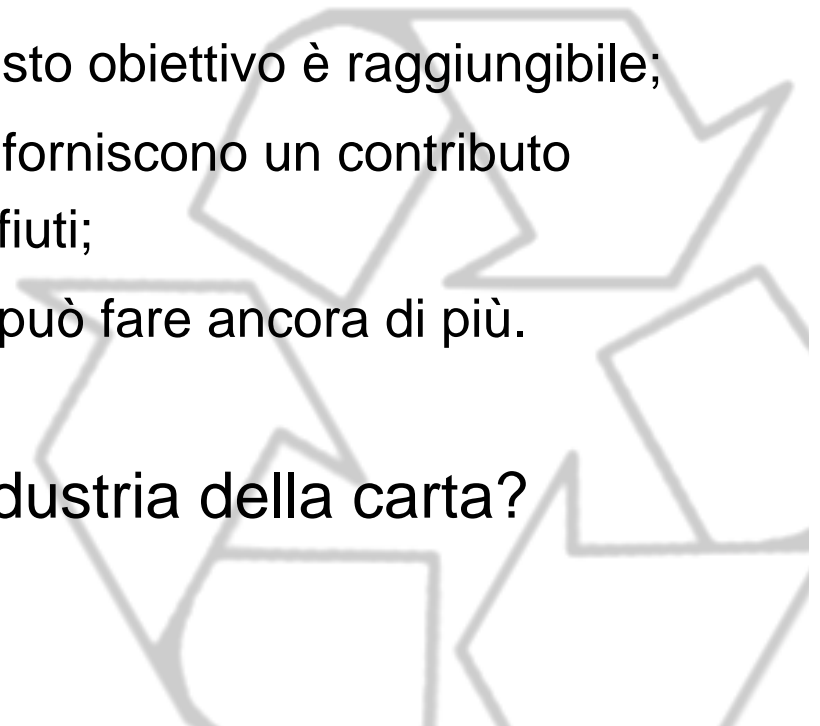 sto obiettivo è raggiungibile;
forniscono un contributo
fiuti;
può fare ancora di più.
dustria della carta?